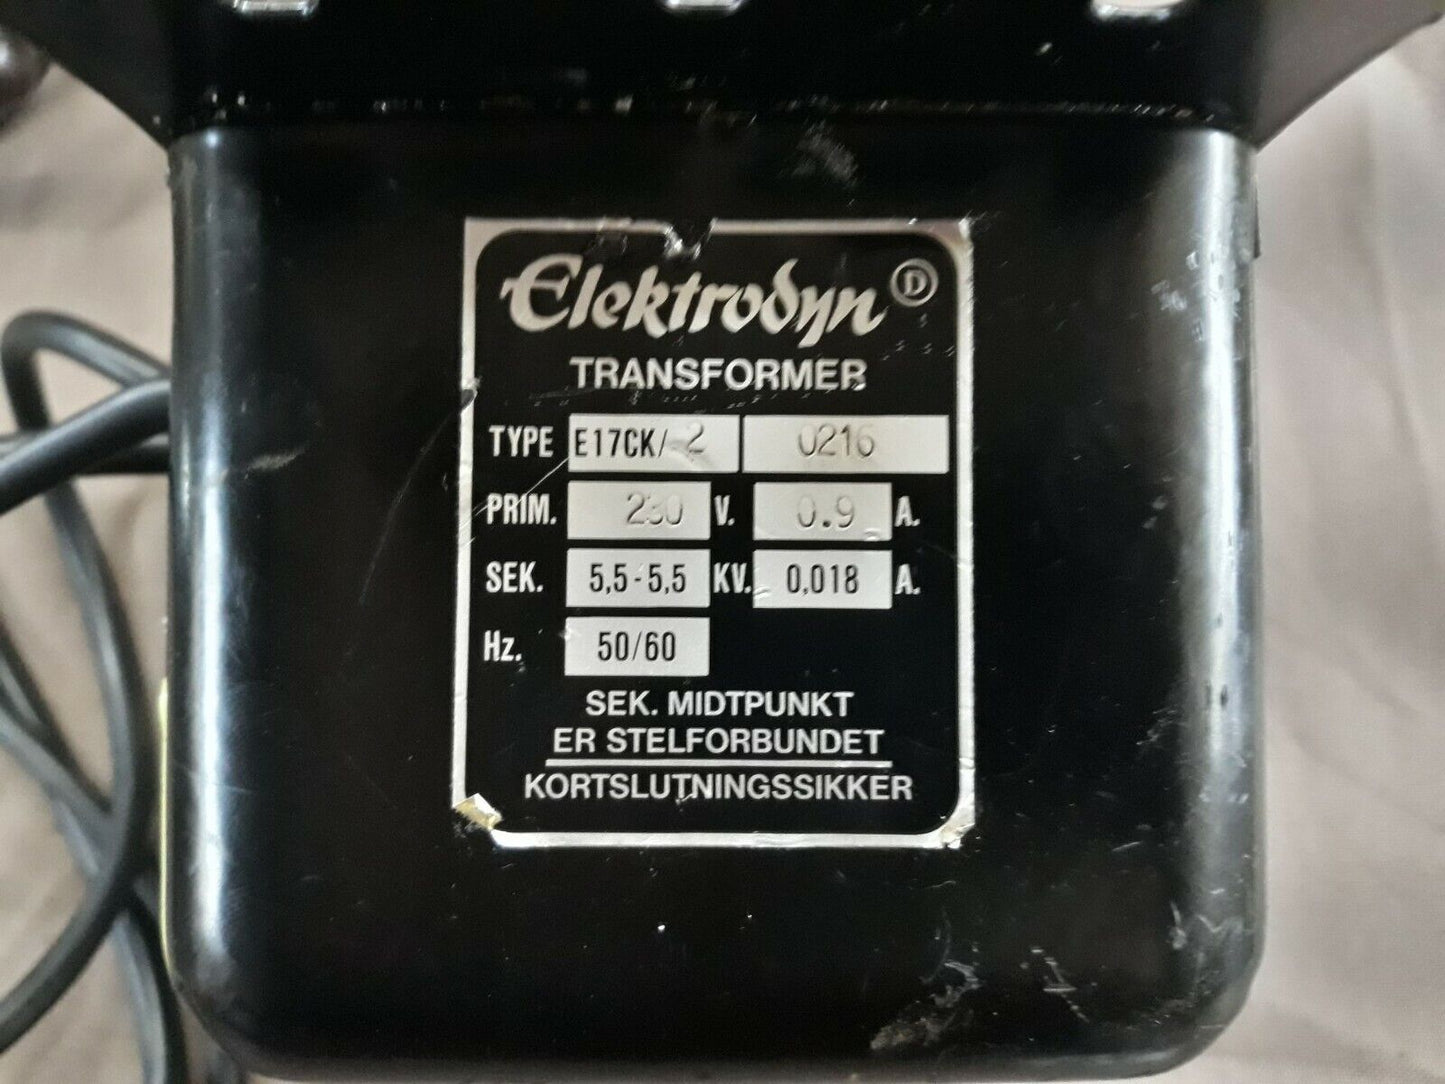 Elektrodyn D
TRANSFORMER
TYPE E17CK/ 2 0216
PRIM. 230 V. 0.9 A.
SEK. 5,5-5,5 KV. 0,018 A.
Hz. 50/60
SEK. MIDTPUNKT
ER STELFORBUNDET
KORTSLUTNINGSSIKKER